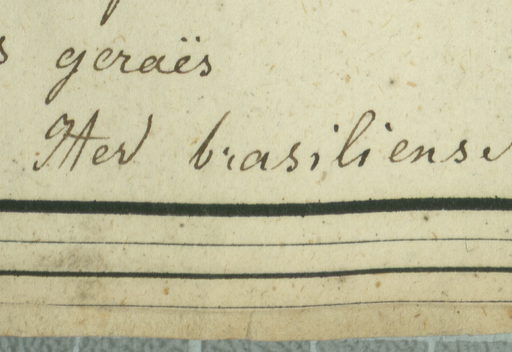 s geraës
Iter brasiliense